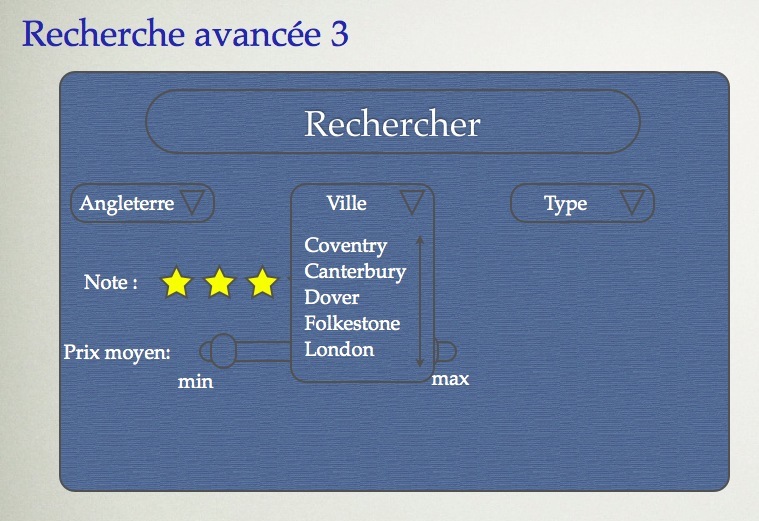 Recherche avancée 3
Rechercher
Angleterre
Ville
Type
Coventry
Canterbury
Dover
Folkestone
London
Note :
Prix moyen:
min
max